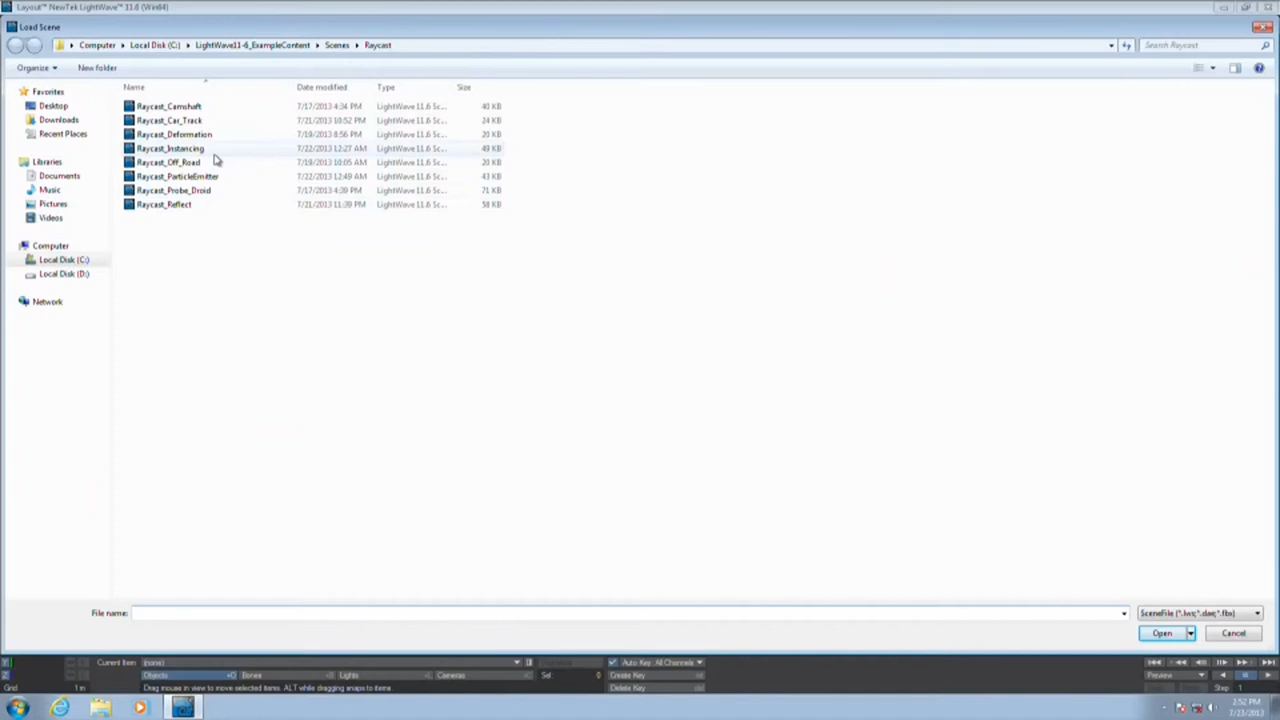 Layout™ NewTek LightWave™ 11.6 (Win64)
Load Scene
Computer ▸ Local Disk (C:) ▸ LightWave11-6_ExampleContent ▸ Scenes ▸ Raycast
Search Raycast
Organize
New folder
Name
Date modified
Type
Size
Favorites
Desktop
Downloads
Recent Places
Libraries
Documents
Music
Pictures
Videos
Computer
Local Disk (C:)
Local Disk (D:)
Network
Raycast_Camshaft 7/17/2013 4:34 PM LightWave 11.6 Sc... 40 KB
Raycast_Car_Track 7/21/2013 10:52 PM LightWave 11.6 Sc... 24 KB
Raycast_Deformation 7/19/2013 8:56 PM LightWave 11.6 Sc... 20 KB
Raycast_Instancing 7/22/2013 12:27 AM LightWave 11.6 Sc... 49 KB
Raycast_Off_Road 7/19/2013 10:05 AM LightWave 11.6 Sc... 20 KB
Raycast_ParticleEmitter 7/22/2013 12:49 AM LightWave 11.6 Sc... 43 KB
Raycast_Probe_Droid 7/17/2013 4:39 PM LightWave 11.6 Sc... 71 KB
Raycast_Reflect 7/21/2013 11:39 PM LightWave 11.6 Sc... 58 KB
File name:
SceneFile (*.lws;*.dae;*.fbx)
Open
Cancel
Current Item (none)
Auto Key: All Channels
Objects
Bones
Lights
Cameras
Sel: 0
Create Key
Preview
Grid 1 m
Drag mouse in view to move selected items. ALT while dragging snaps to items.
Delete Key
Step 1
2:52 PM
7/23/2013